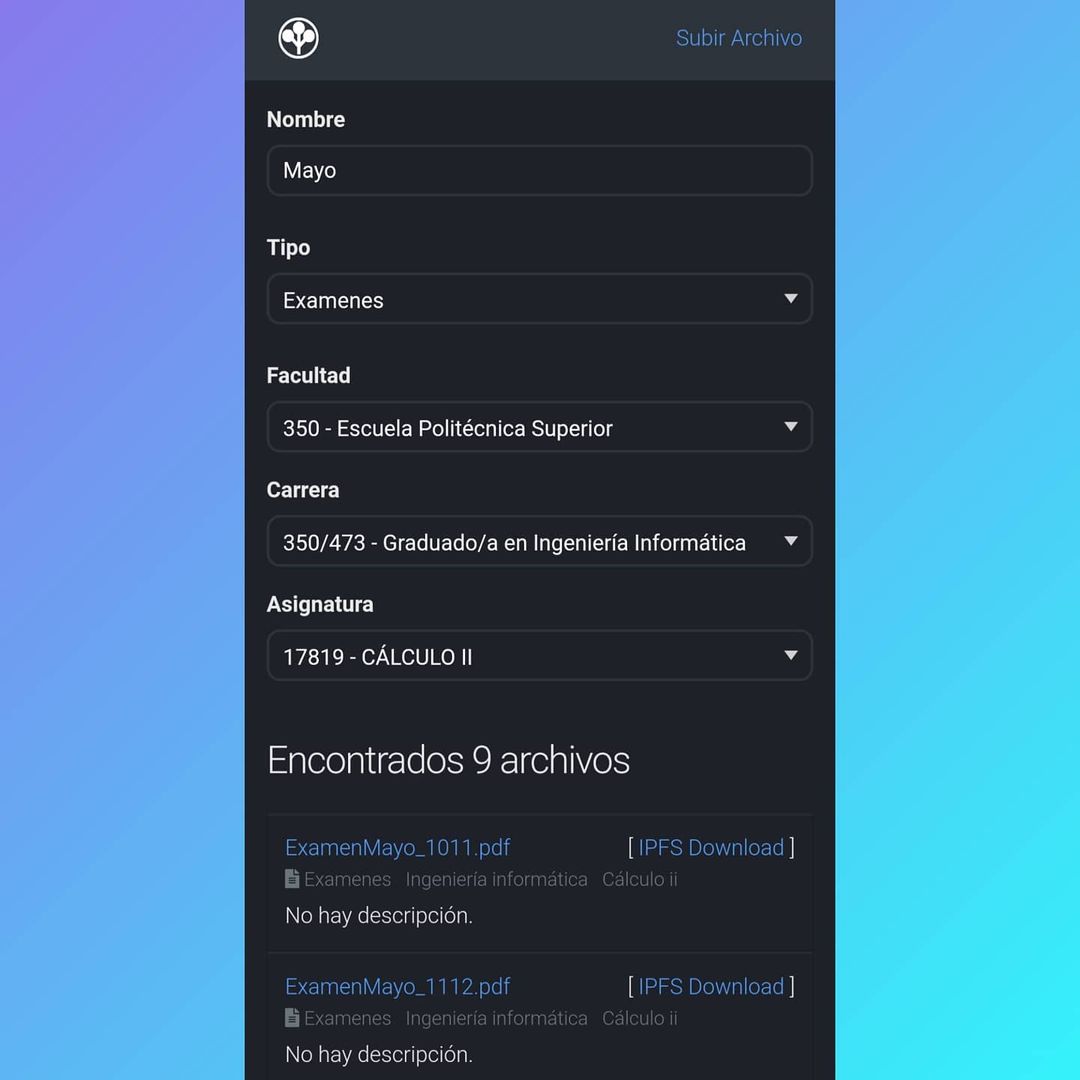 Subir Archivo
Nombre
Mayo
Tipo
Examenes
Facultad
350 - Escuela Politécnica Superior
Carrera
350/473 - Graduado/a en Ingeniería Informática
Asignatura
17819 - CÁLCULO II
Encontrados 9 archivos
ExamenMayo_1011.pdf [ IPFS Download ]
Examenes Ingeniería informática Cálculo ii
No hay descripción.
ExamenMayo_1112.pdf [ IPFS Download ]
Examenes Ingeniería informática Cálculo ii
No hay descripción.